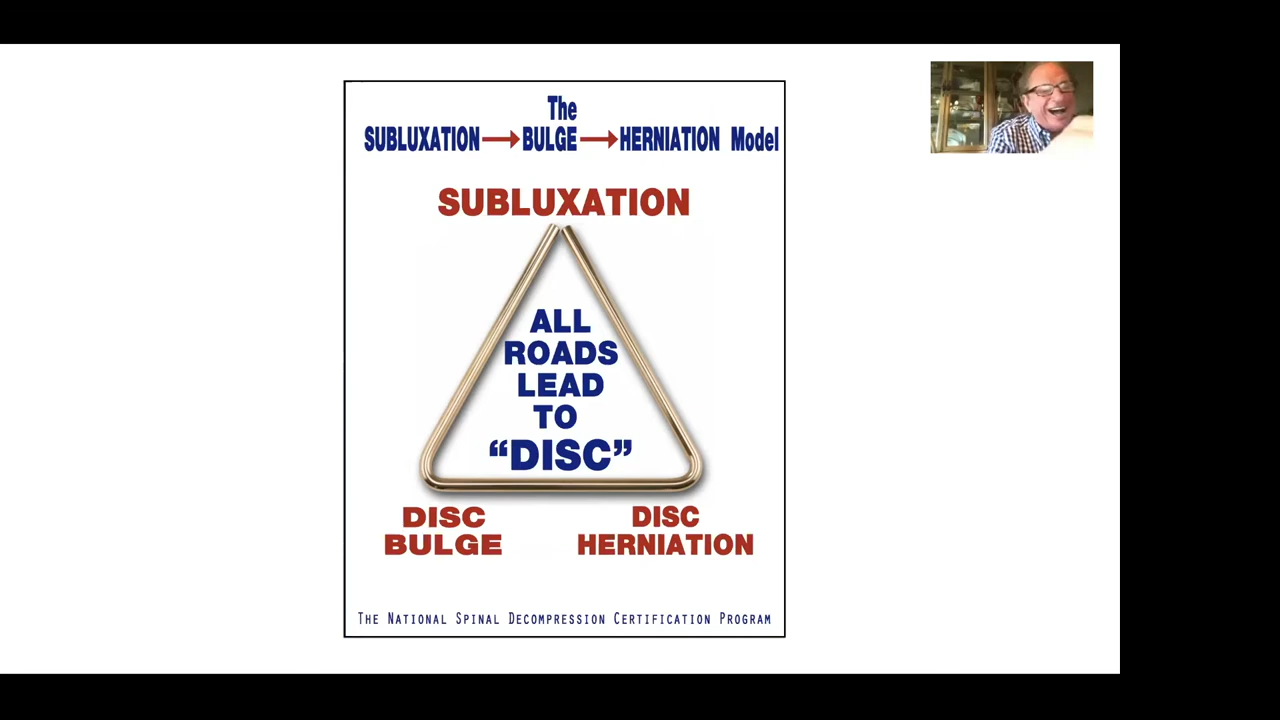 The
SUBLUXATION→BULGE→HERNIATION Model
SUBLUXATION
ALL
ROADS
LEAD
TO
“DISC”
DISC
BULGE
DISC
HERNIATION
THE NATIONAL SPINAL DECOMPRESSION CERTIFICATION PROGRAM